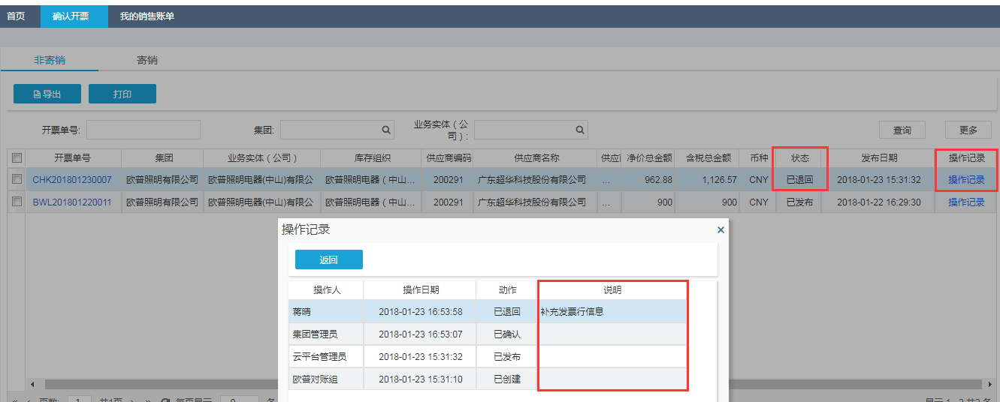 首页 确认开票 我的销售账单
非寄销 寄销
导出 打印
开票单号: 集团: 业务实体（公司）: 查询 更多
开票单号 集团 业务实体（公司） 库存组织 供应商编码 供应商名称 供应 净价总金额 含税总金额 币种 状态 发布日期 操作记录
CHK201801230007 欧普照明有限公司 欧普照明电器(中山)有限公 欧普照明电器（中山... 200291 广东超华科技股份有限公司 ... 962.88 1,126.57 CNY 已退回 2018-01-23 15:31:32 操作记录
BWL201801220011 欧普照明有限公司 欧普照明电器(中山)有限公 欧普照明电器（中山... 200291 广东超华科技股份有限公司 ... 900 900 CNY 已发布 2018-01-22 16:29:30 操作记录
操作记录 ×
返回
操作人 操作日期 动作 说明
蒋晴 2018-01-23 16:53:58 已退回 补充发票行信息
集团管理员 2018-01-23 16:53:07 已确认
云平台管理员 2018-01-23 15:31:32 已发布
欧普对账组 2018-01-23 15:31:10 已创建
页数: 1 共1页 每页显示 条